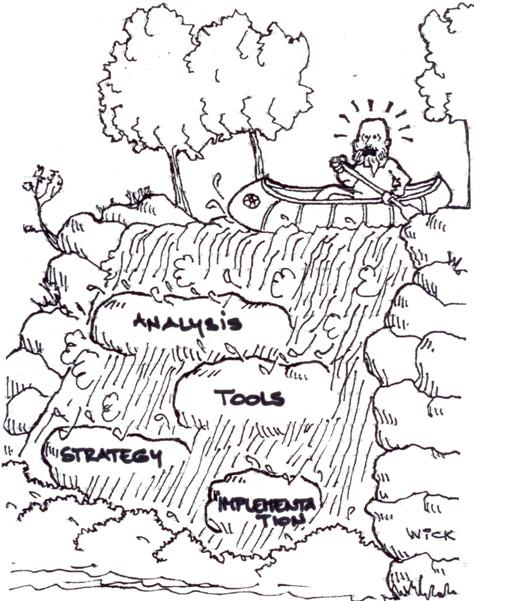 ANALYSIS
TOOLS
STRATEGY
IMPLEMENTA
TION
WICK